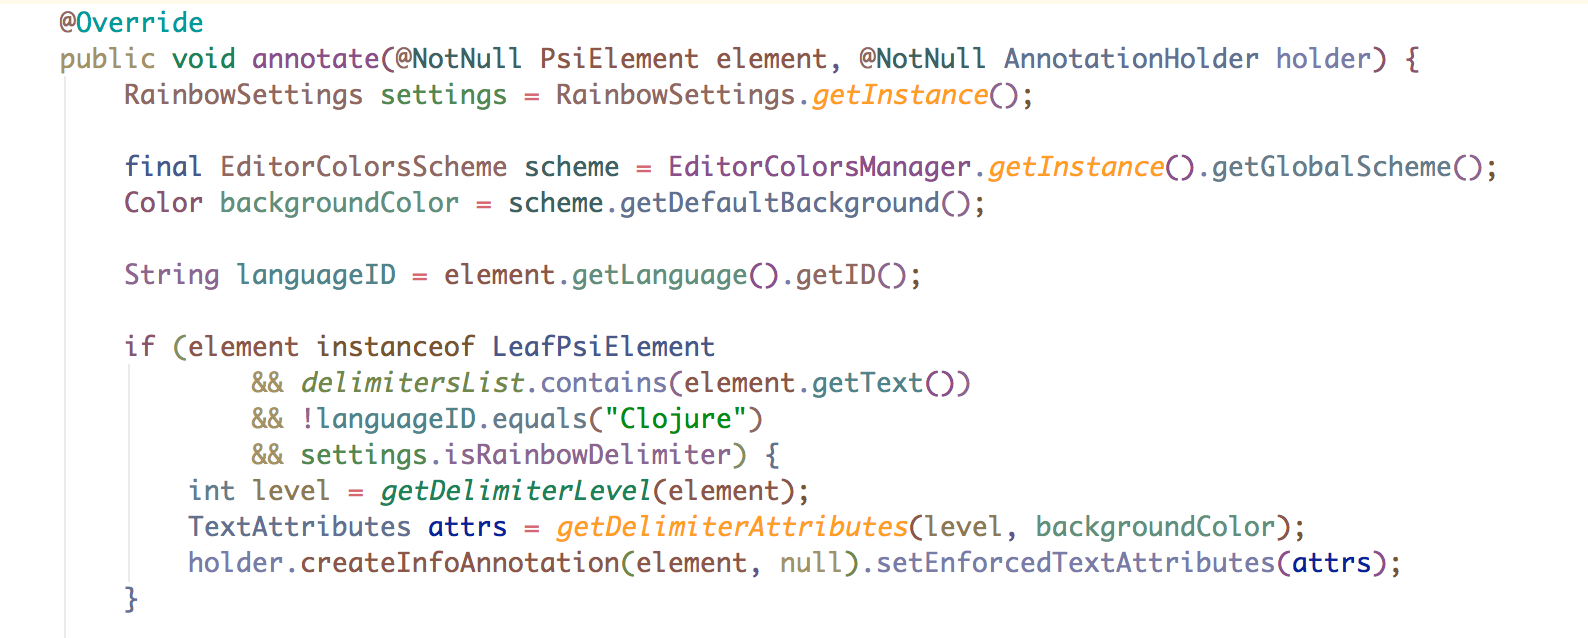 @Override
public void annotate(@NotNull PsiElement element, @NotNull AnnotationHolder holder) {
RainbowSettings settings = RainbowSettings.getInstance();
final EditorColorsScheme scheme = EditorColorsManager.getInstance().getGlobalScheme();
Color backgroundColor = scheme.getDefaultBackground();
String languageID = element.getLanguage().getID();
if (element instanceof LeafPsiElement
&& delimitersList.contains(element.getText())
&& !languageID.equals("Clojure")
&& settings.isRainbowDelimiter) {
int level = getDelimiterLevel(element);
TextAttributes attrs = getDelimiterAttributes(level, backgroundColor);
holder.createInfoAnnotation(element, null).setEnforcedTextAttributes(attrs);
}